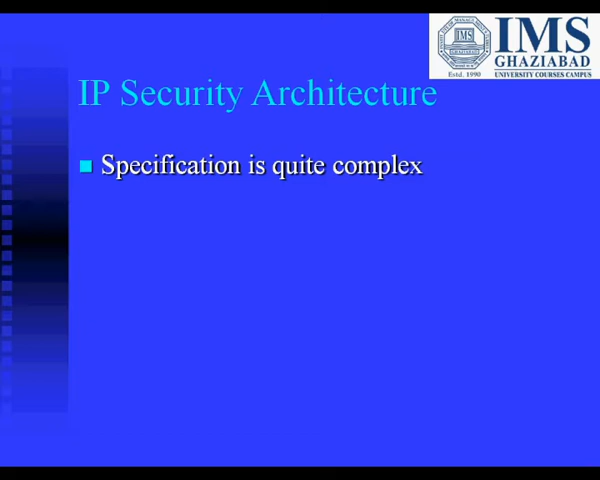 IMS
GHAZIABAD
Estd. 1990
UNIVERSITY COURSES CAMPUS
IP Security Architecture
Specification is quite complex